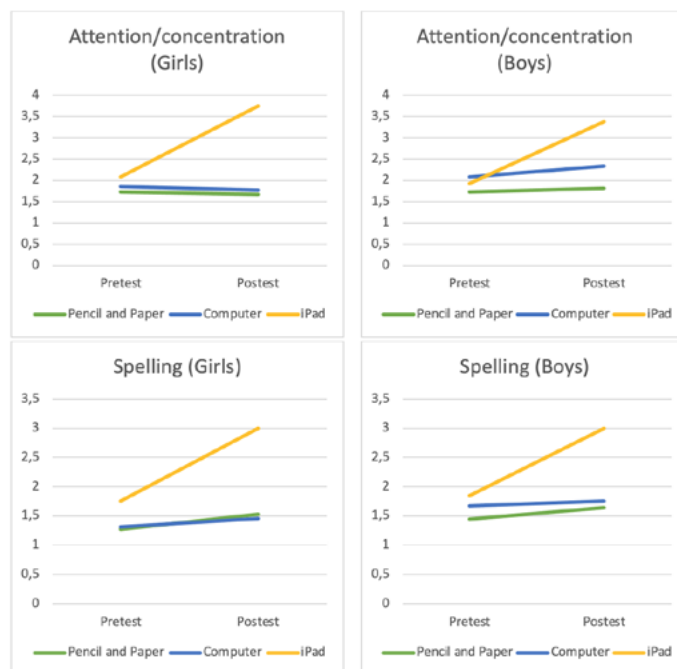 Attention/concentration
(Girls)
4
3,5
3
2,5
2
1,5
1
0,5
0
Pretest Postest
Pencil and Paper Computer iPad
Attention/concentration
(Boys)
4
3,5
3
2,5
2
1,5
1
0,5
0
Pretest Postest
Pencil and Paper Computer iPad
Spelling (Girls)
3,5
3
2,5
2
1,5
1
0,5
0
Pretest Postest
Pencil and Paper Computer iPad
Spelling (Boys)
3,5
3
2,5
2
1,5
1
0,5
0
Pretest Postest
Pencil and Paper Computer iPad